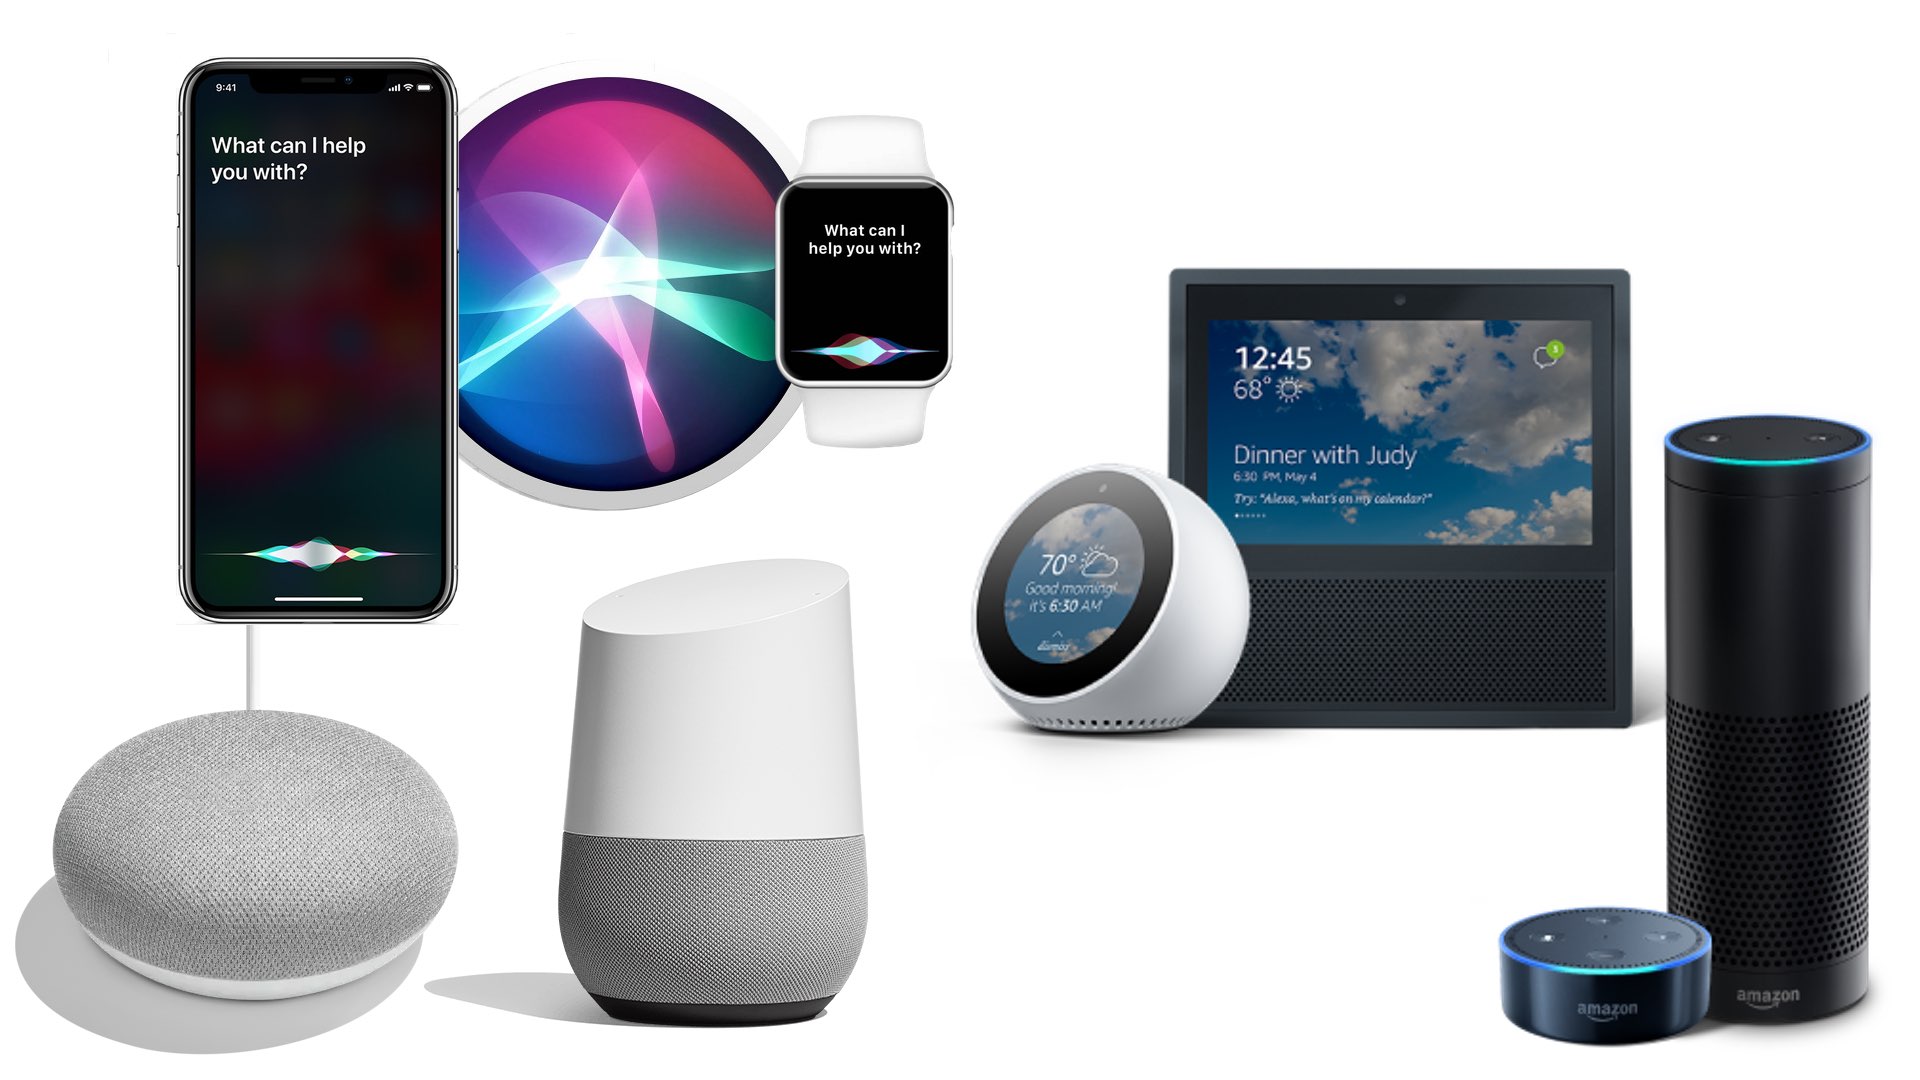 9:41
What can I help
you with?
What can I
help you with?
12:45
68°
5
Dinner with Judy
6:30 PM, May 4
Try: "Alexa, what's on my calendar?"
70°
Good morning!
it's 6:30 AM
amazon
amazon